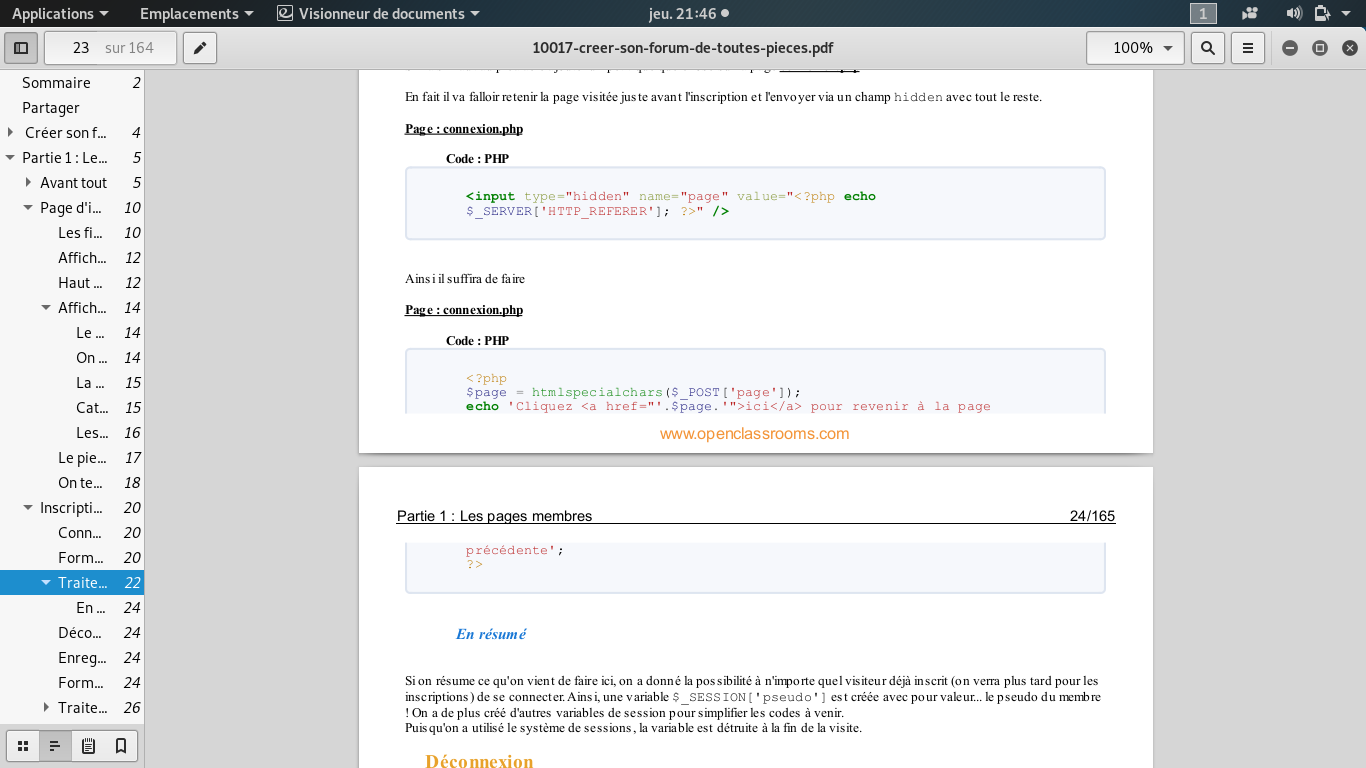 Applications Emplacements Visionneur de documents jeu. 21:46 1
23 sur 164 10017-creer-son-forum-de-toutes-pieces.pdf 100%
Sommaire 2
Partager
Créer son f... 4
Partie 1 : Le... 5
Avant tout 5
Page d'i... 10
Les fi... 10
Affich... 12
Haut ... 12
Affich... 14
Le ... 14
On ... 14
La ... 15
Cat... 15
Les... 16
Le pie... 17
On te... 18
Inscripti... 20
Conn... 20
Form... 20
Traite... 22
En ... 24
Déco... 24
Enreg... 24
Form... 24
Traite... 26
En fait il va falloir retenir la page visitée juste avant l'inscription et l'envoyer via un champ hidden avec tout le reste.
Page : connexion.php
Code : PHP
<input type="hidden" name="page" value="<?php echo
$_SERVER['HTTP_REFERER']; ?>" />
Ainsi il suffira de faire
Page : connexion.php
Code : PHP
<?php
$page = htmlspecialchars($_POST['page']);
echo 'Cliquez <a href="'.$page.'">ici</a> pour revenir à la page
www.openclassrooms.com
Partie 1 : Les pages membres 24/165
précédente';
?>
En résumé
Si on résume ce qu'on vient de faire ici, on a donné la possibilité à n'importe quel visiteur déjà inscrit (on verra plus tard pour les
inscriptions) de se connecter. Ainsi, une variable $_SESSION['pseudo'] est créée avec pour valeur... le pseudo du membre
! On a de plus créé d'autres variables de session pour simplifier les codes à venir.
Puisqu'on a utilisé le système de sessions, la variable est détruite à la fin de la visite.
Déconnexion